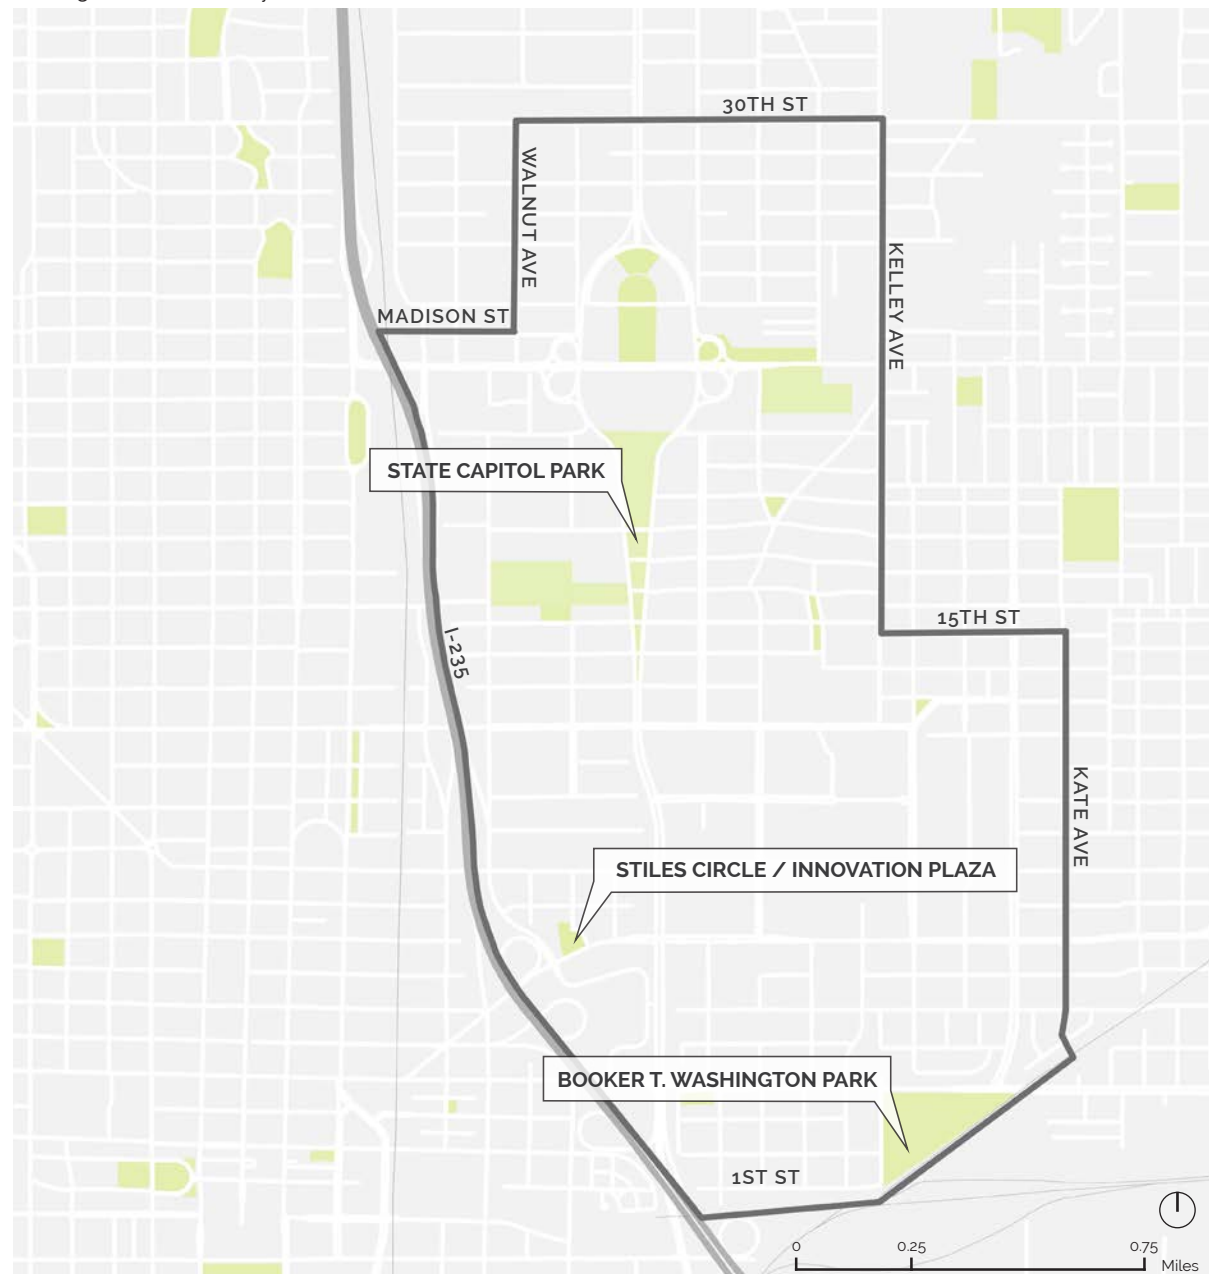 30TH ST
WALNUT AVE
KELLEY AVE
MADISON ST
STATE CAPITOL PARK
15TH ST
I-235
KATE AVE
STILES CIRCLE / INNOVATION PLAZA
BOOKER T. WASHINGTON PARK
1ST ST
0 0.25 0.75
Miles